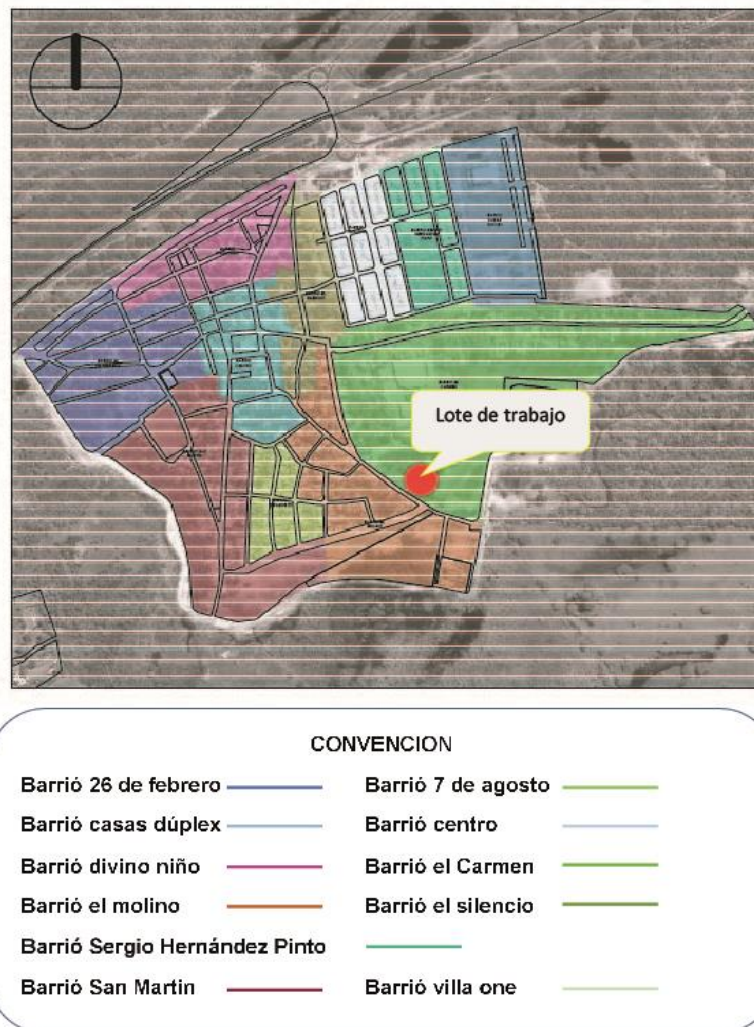 Lote de trabajo
CONVENCION
Barrió 26 de febrero
Barrió 7 de agosto
Barrió casas dúplex
Barrió centro
Barrió divino niño
Barrió el Carmen
Barrió el molino
Barrió el silencio
Barrió Sergio Hernández Pinto
Barrió San Martin
Barrió villa one